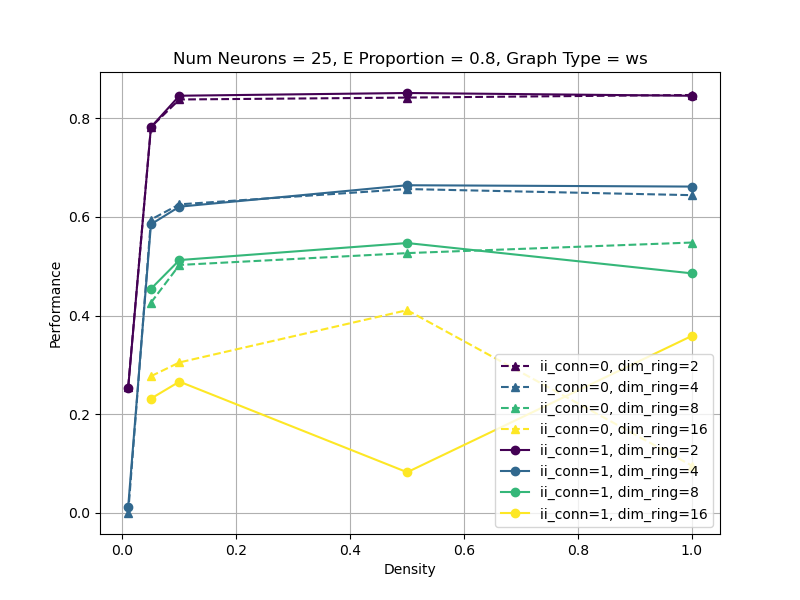 Num Neurons = 25, E Proportion = 0.8, Graph Type = ws
Performance
0.8
0.6
0.4
0.2
0.0
ii_conn=0, dim_ring=2
ii_conn=0, dim_ring=4
ii_conn=0, dim_ring=8
ii_conn=0, dim_ring=16
ii_conn=1, dim_ring=2
ii_conn=1, dim_ring=4
ii_conn=1, dim_ring=8
ii_conn=1, dim_ring=16
0.0 0.2 0.4 0.6 0.8 1.0
Density